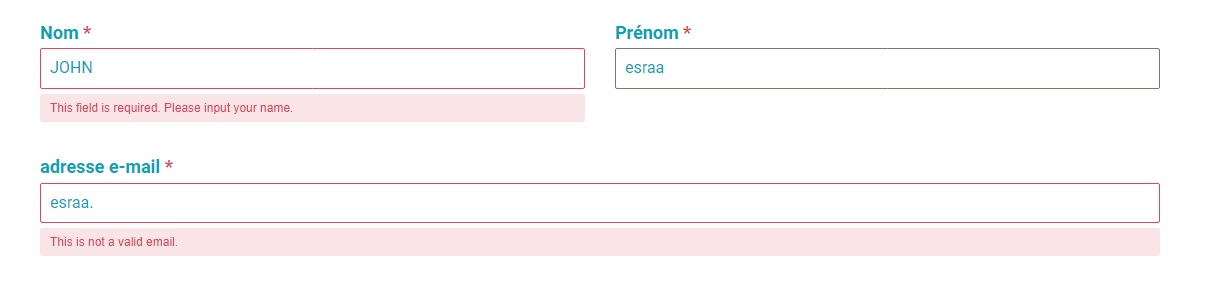 Nom *
Prénom *
JOHN
esraa
This field is required. Please input your name.
adresse e-mail *
esraa.
This is not a valid email.